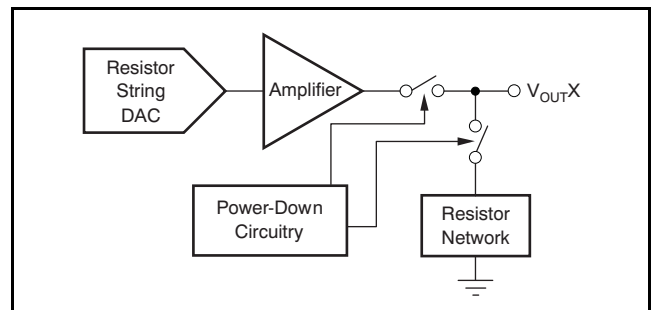 Resistor
String
DAC
Amplifier
V_OUTX
Power-Down
Circuitry
Resistor
Network